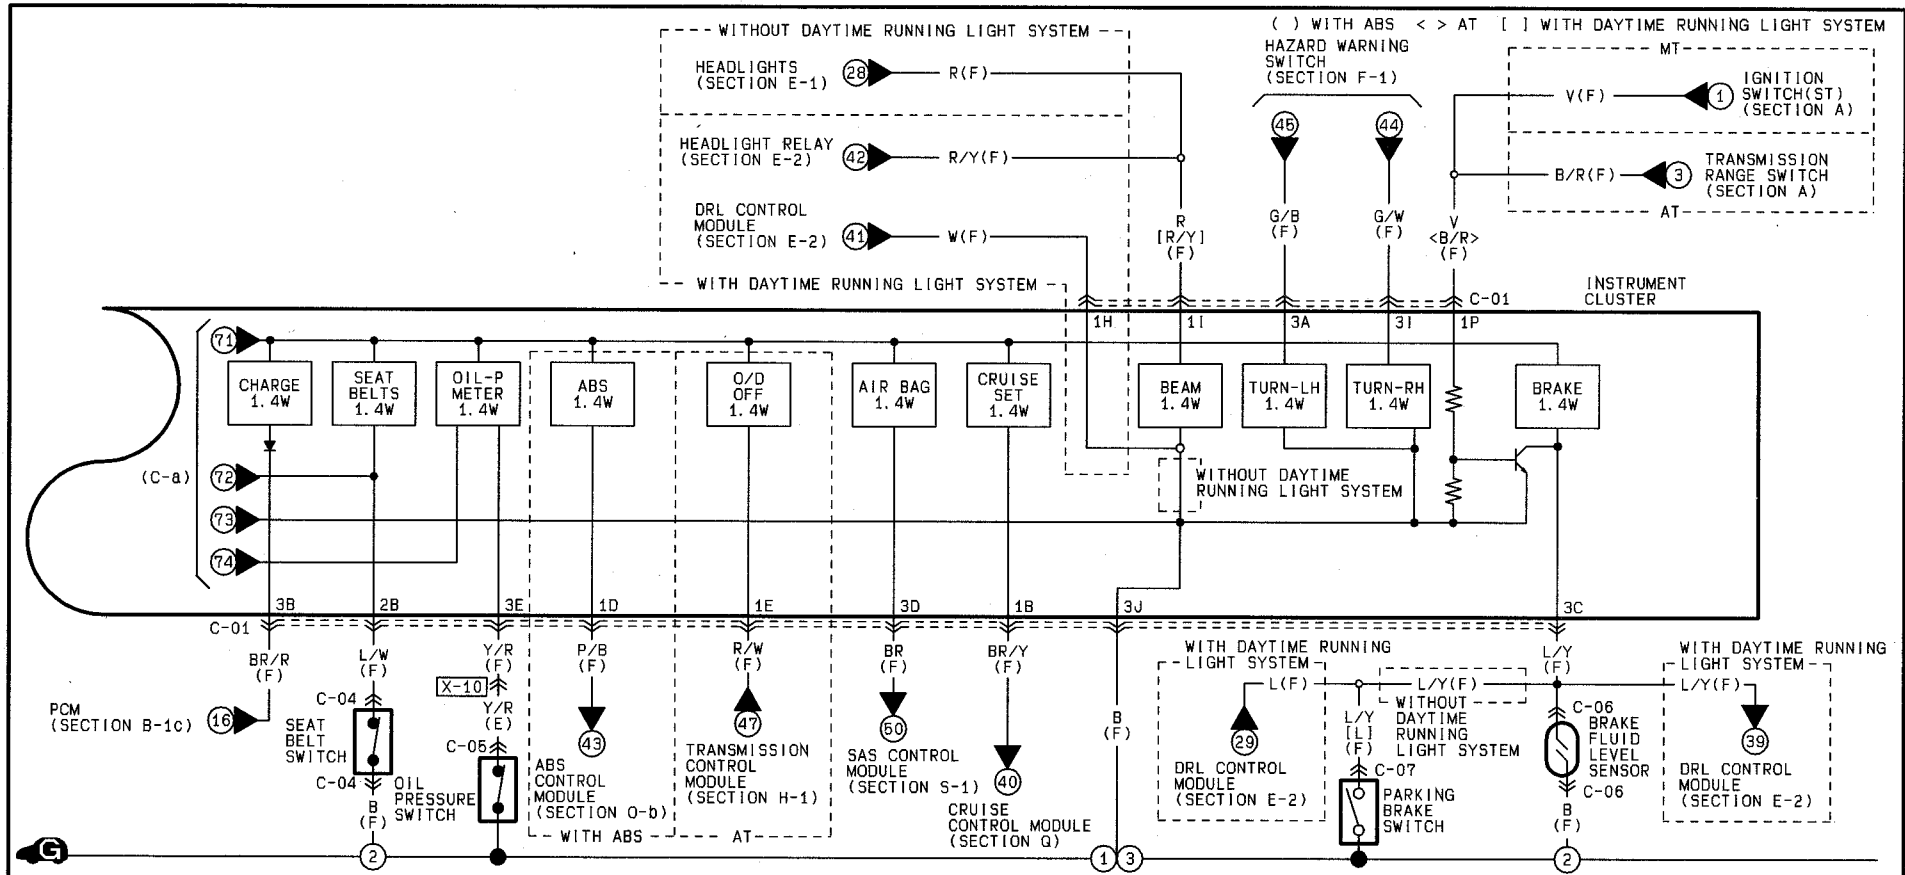 ( ) WITH ABS < > AT [ ] WITH DAYTIME RUNNING LIGHT SYSTEM
WITHOUT DAYTIME RUNNING LIGHT SYSTEM
HEADLIGHTS
(SECTION E-1)
28
R(F)
HEADLIGHT RELAY
(SECTION E-2)
42
R/Y(F)
DRL CONTROL
MODULE
(SECTION E-2)
41
W(F)
WITH DAYTIME RUNNING LIGHT SYSTEM
HAZARD WARNING
SWITCH
(SECTION F-1)
45
44
MT
V(F)
1
IGNITION
SWITCH(ST)
(SECTION A)
B/R(F)
3
TRANSMISSION
RANGE SWITCH
(SECTION A)
AT
R
[R/Y]
(F)
G/B
(F)
G/W
(F)
V
<B/R>
(F)
C-01
INSTRUMENT
CLUSTER
1H
1I
3A
3I
1P
(C-a)
71
72
73
74
CHARGE
1.4W
SEAT
BELTS
1.4W
OIL-P
METER
1.4W
ABS
1.4W
O/D
OFF
1.4W
AIR BAG
1.4W
CRUISE
SET
1.4W
BEAM
1.4W
TURN-LH
1.4W
TURN-RH
1.4W
BRAKE
1.4W
WITHOUT DAYTIME
RUNNING LIGHT SYSTEM
3B
2B
3E
1D
1E
3D
1B
3J
3C
C-01
BR/R
(F)
L/W
(F)
Y/R
(F)
P/B
(F)
R/W
(F)
BR
(F)
BR/Y
(F)
B
(F)
L/Y
(F)
PCM
(SECTION B-1c)
16
C-04
SEAT
BELT
SWITCH
C-04
B
(F)
2
X-10
Y/R
(E)
C-05
OIL
PRESSURE
SWITCH
43
ABS
CONTROL
MODULE
(SECTION O-b)
WITH ABS
47
TRANSMISSION
CONTROL
MODULE
(SECTION H-1)
AT
50
SAS CONTROL
MODULE
(SECTION S-1)
40
CRUISE
CONTROL MODULE
(SECTION Q)
1
3
WITH DAYTIME RUNNING
LIGHT SYSTEM
L(F)
29
DRL CONTROL
MODULE
(SECTION E-2)
L/Y(F)
WITHOUT
DAYTIME
RUNNING
LIGHT SYSTEM
L/Y
[L]
(F)
C-07
PARKING
BRAKE
SWITCH
C-06
BRAKE
FLUID
LEVEL
SENSOR
C-06
B
(F)
2
WITH DAYTIME RUNNING
LIGHT SYSTEM
L/Y(F)
39
DRL CONTROL
MODULE
(SECTION E-2)
G